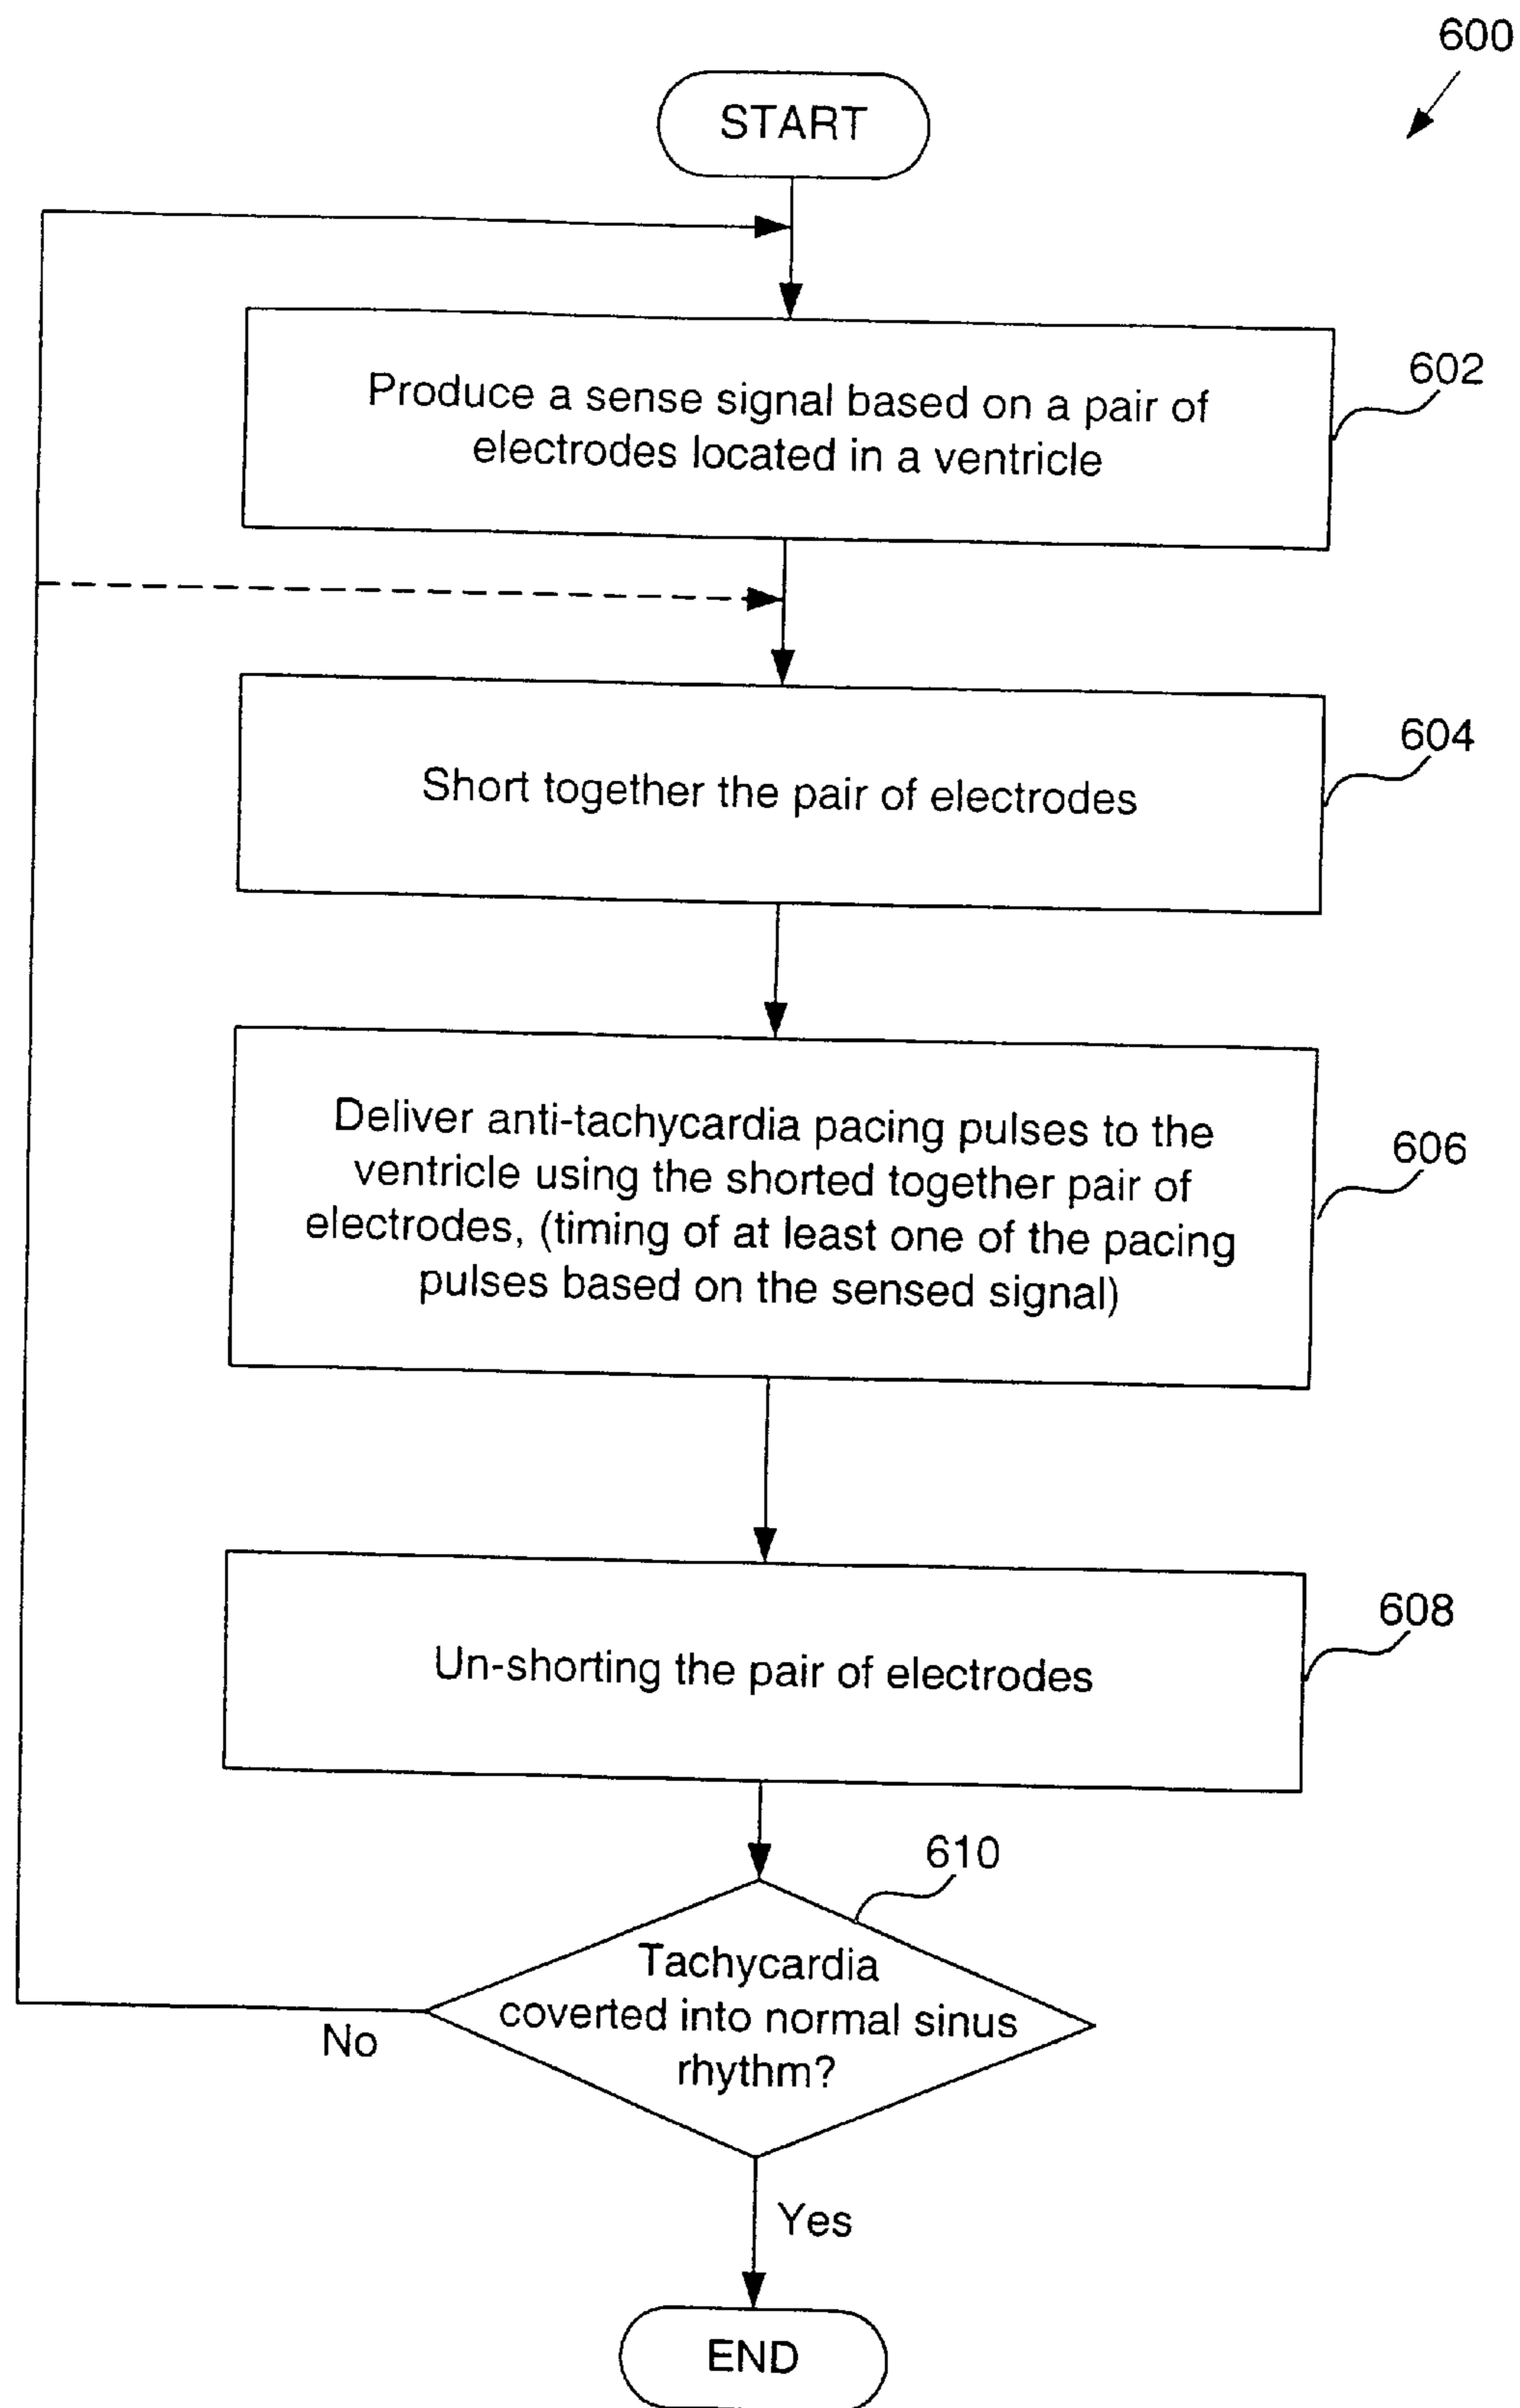 600
START
Produce a sense signal based on a pair of
electrodes located in a ventricle
602
Short together the pair of electrodes
604
Deliver anti-tachycardia pacing pulses to the
ventricle using the shorted together pair of
electrodes, (timing of at least one of the pacing
pulses based on the sensed signal)
606
Un-shorting the pair of electrodes
608
610
Tachycardia
coverted into normal sinus
rhythm?
No
Yes
END